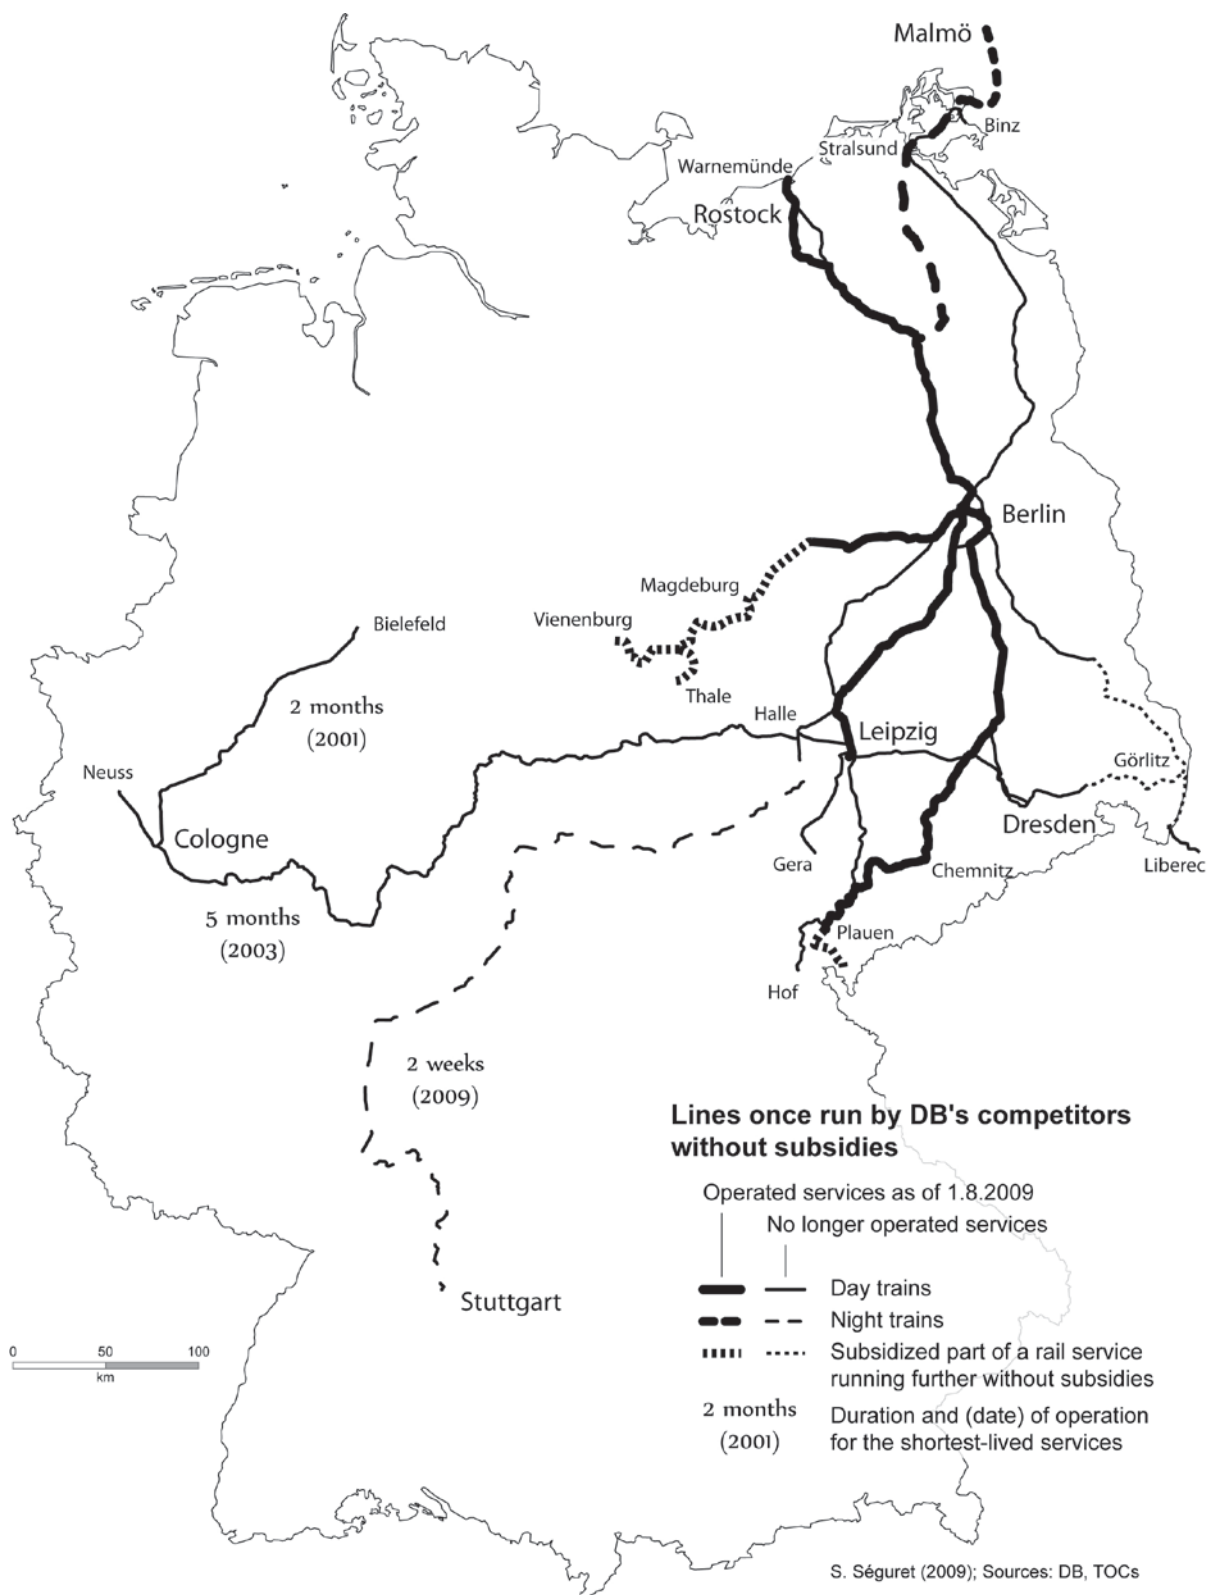 Malmö
Binz
Stralsund
Warnemünde
Rostock
Berlin
Magdeburg
Vienenburg
Bielefeld
Thale
2 months
(2001)
Halle
Leipzig
Neuss
Görlitz
Cologne
Dresden
Gera
Chemnitz
Liberec
5 months
(2003)
Plauen
Hof
2 weeks
(2009)
Lines once run by DB's competitors
without subsidies
Operated services as of 1.8.2009
No longer operated services
Day trains
Night trains
Subsidized part of a rail service
running further without subsidies
2 months
(2001)
Duration and (date) of operation
for the shortest-lived services
Stuttgart
0 50 100
km
S. Séguret (2009); Sources: DB, TOCs